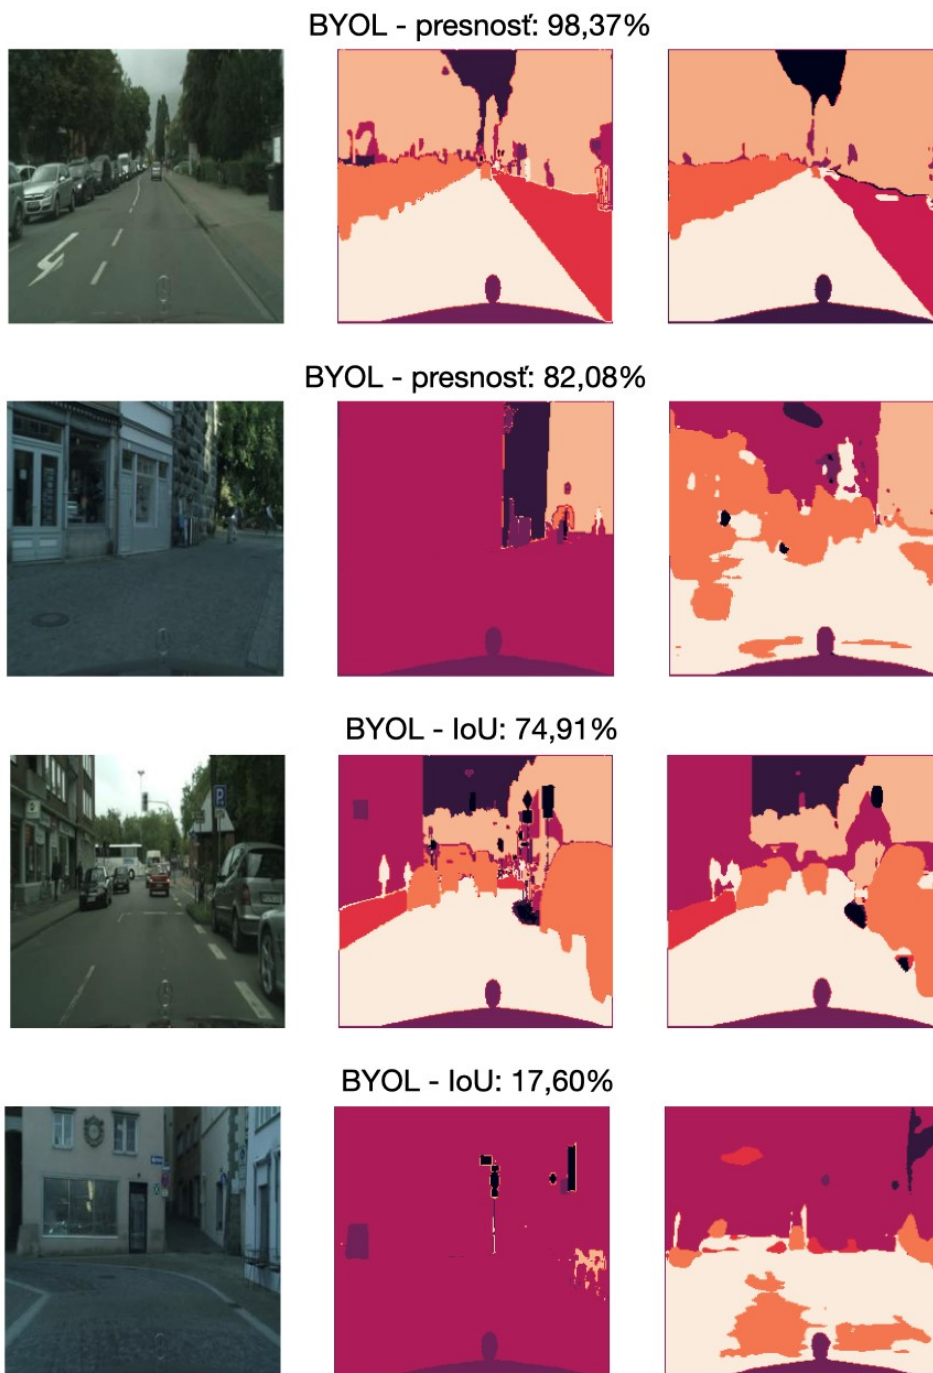 BYOL - presnosť: 98,37%
BYOL - presnosť: 82,08%
BYOL - IoU: 74,91%
BYOL - IoU: 17,60%